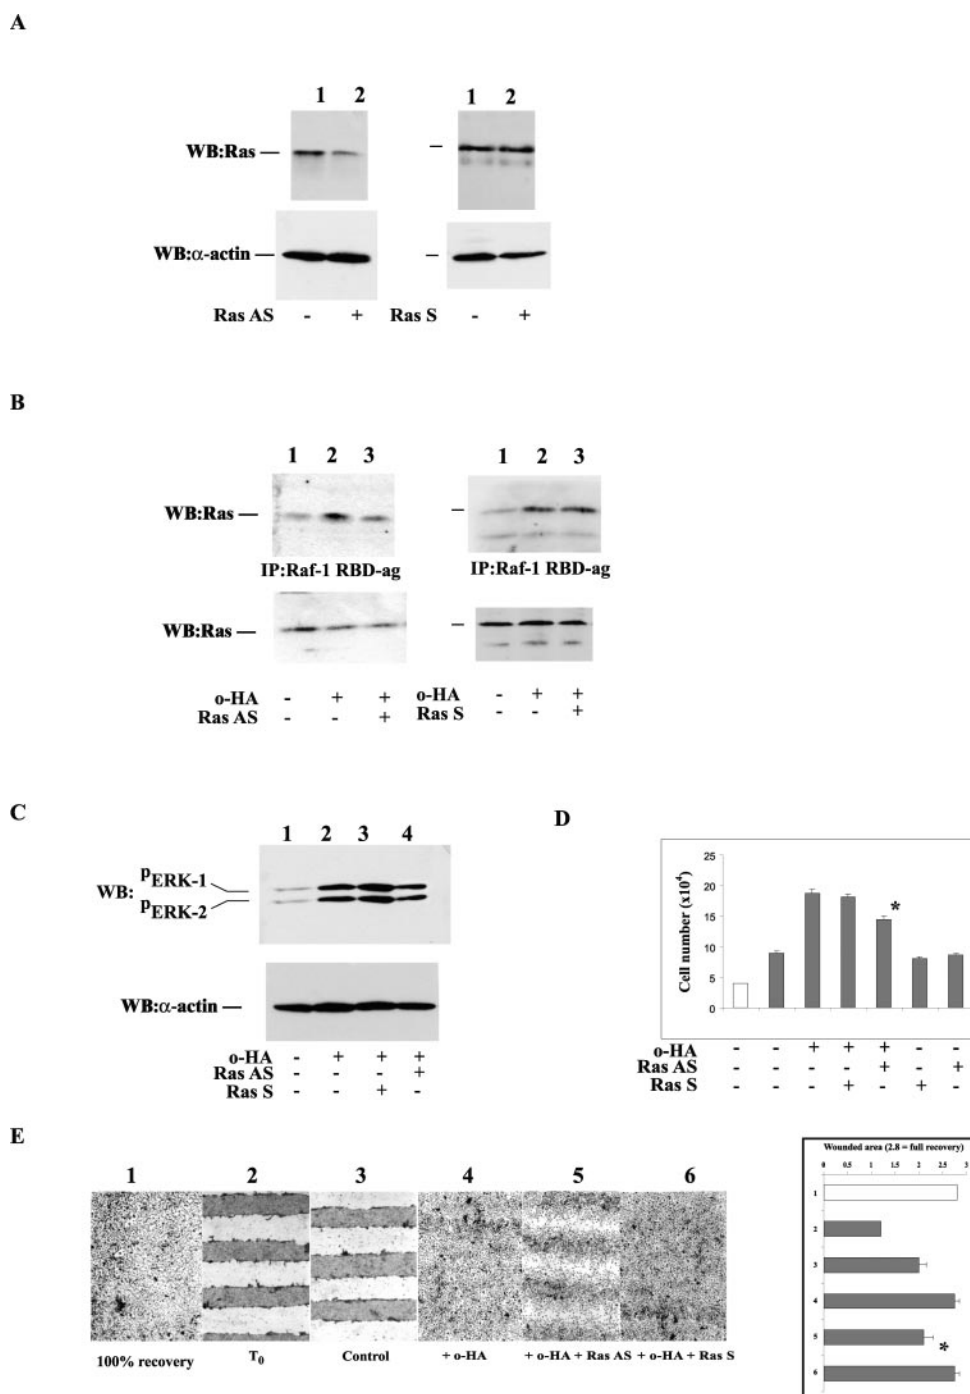 A
1 2 1 2
WB:Ras
WB:α-actin
Ras AS - + Ras S - +
B
1 2 3 1 2 3
WB:Ras
IP:Raf-1 RBD-ag IP:Raf-1 RBD-ag
WB:Ras
o-HA - + + o-HA - + +
Ras AS - - + Ras S - - +
C
1 2 3 4
WB: pERK-1
pERK-2
WB:α-actin
o-HA - + + +
Ras AS - - - +
Ras S - - + -
D
Cell number (x10⁴)
25
20
15
10
5
0
*
o-HA - - + + + - -
Ras AS - - - - + - +
Ras S - - - + - + -
E
1 2 3 4 5 6
100% recovery T₀ Control + o-HA + o-HA + Ras AS + o-HA + Ras S
Wounded area (2.8 = full recovery)
0 0.5 1 1.5 2 2.5 3
1
2
3
4
5 *
6